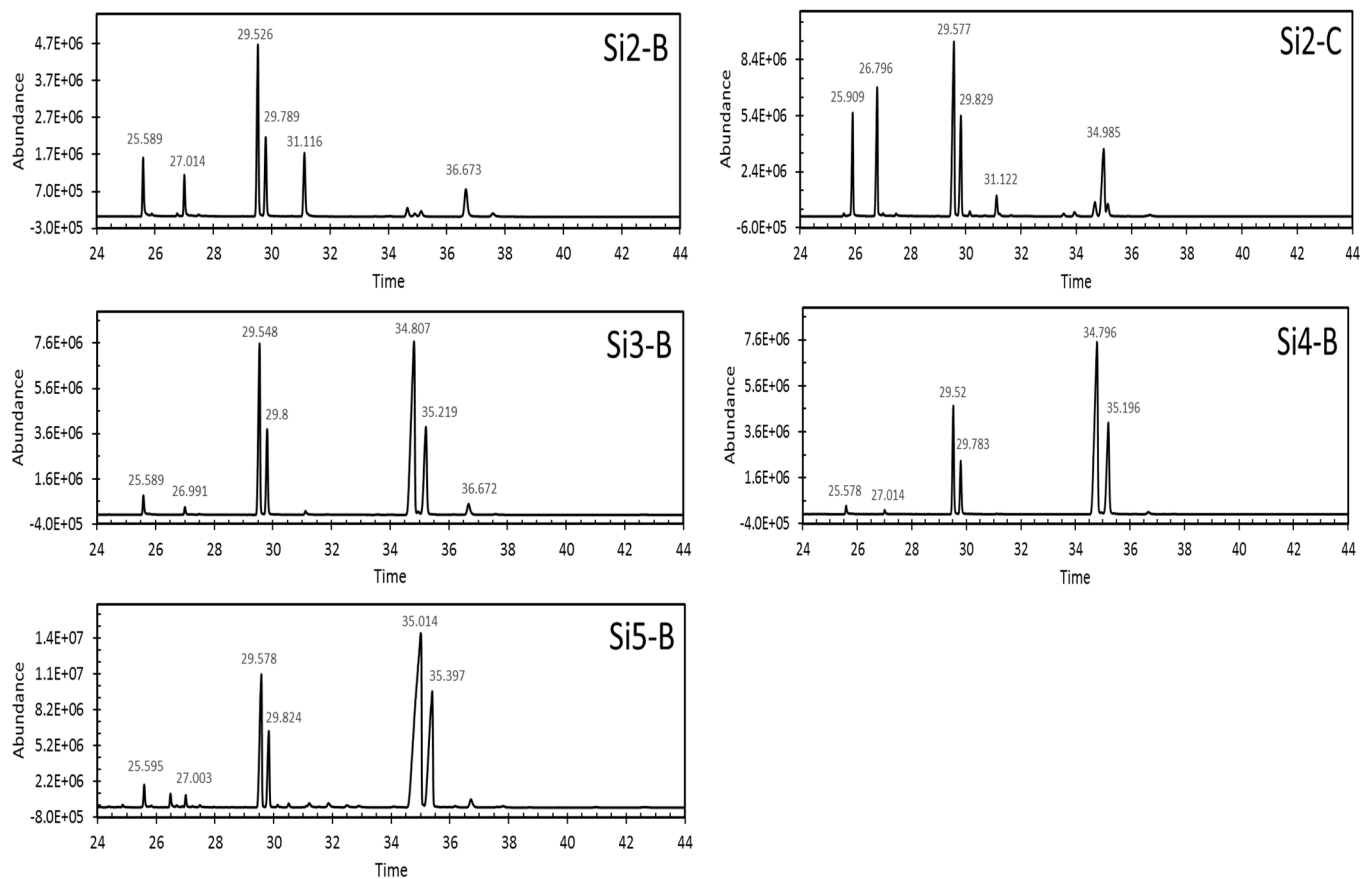 Si2-B
Abundance
4.7E+06
3.7E+06
2.7E+06
1.7E+06
7.0E+05
-3.0E+05
25.589
27.014
29.526
29.789
31.116
36.673
24 26 28 30 32 34 36 38 40 42 44
Time
Si2-C
Abundance
8.4E+06
5.4E+06
2.4E+06
-6.0E+05
25.909
26.796
29.577
29.829
31.122
34.985
24 26 28 30 32 34 36 38 40 42 44
Time
Si3-B
Abundance
7.6E+06
5.6E+06
3.6E+06
1.6E+06
-4.0E+05
25.589
26.991
29.548
29.8
34.807
35.219
36.672
24 26 28 30 32 34 36 38 40 42 44
Time
Si4-B
Abundance
7.6E+06
5.6E+06
3.6E+06
1.6E+06
-4.0E+05
25.578
27.014
29.52
29.783
34.796
35.196
24 26 28 30 32 34 36 38 40 42 44
Time
Si5-B
Abundance
1.4E+07
1.1E+07
8.2E+06
5.2E+06
2.2E+06
-8.0E+05
25.595
27.003
29.578
29.824
35.014
35.397
24 26 28 30 32 34 36 38 40 42 44
Time